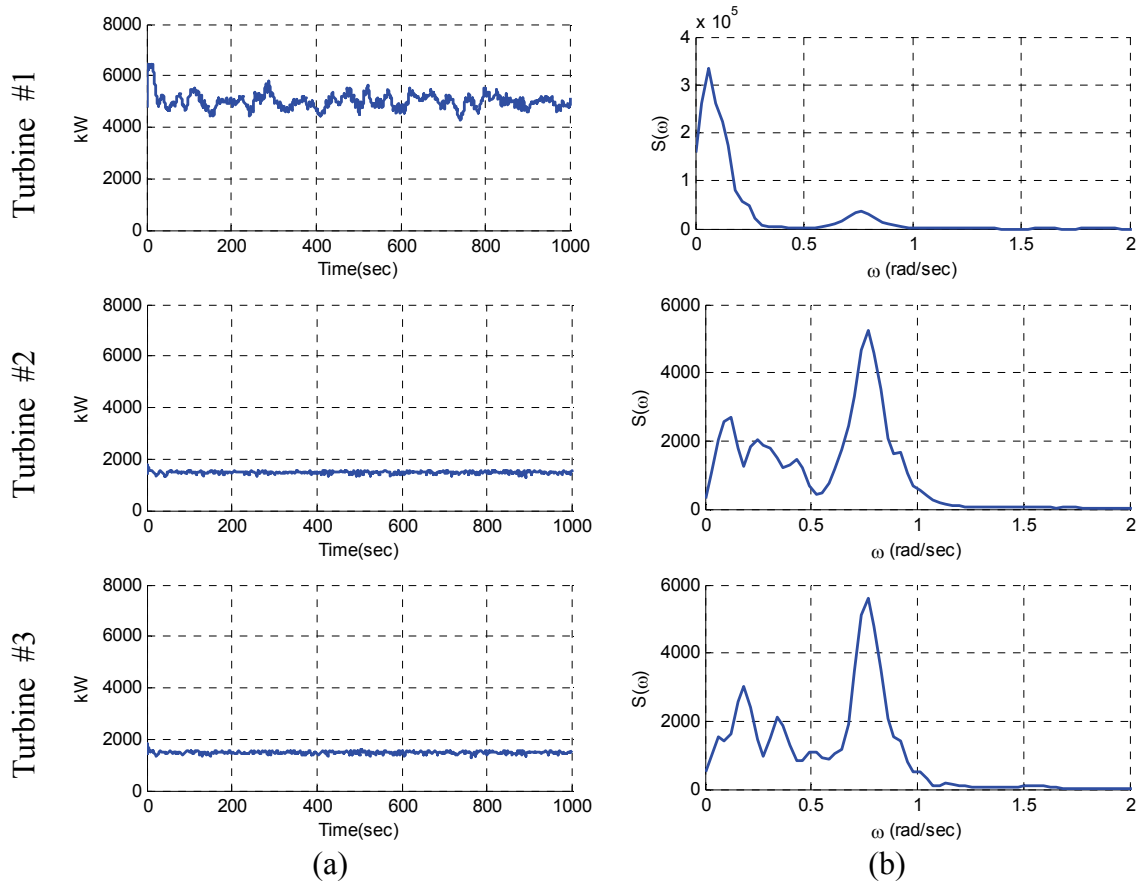 Turbine #1
8000
6000
4000
2000
0
kW
0 200 400 600 800 1000
Time(sec)
x 10^5
4
3
2
1
0
S(ω)
0 0.5 1 1.5 2
ω (rad/sec)
Turbine #2
8000
6000
4000
2000
0
kW
0 200 400 600 800 1000
Time(sec)
6000
4000
2000
0
S(ω)
0 0.5 1 1.5 2
ω (rad/sec)
Turbine #3
8000
6000
4000
2000
0
kW
0 200 400 600 800 1000
Time(sec)
6000
4000
2000
0
S(ω)
0 0.5 1 1.5 2
ω (rad/sec)
(a)
(b)